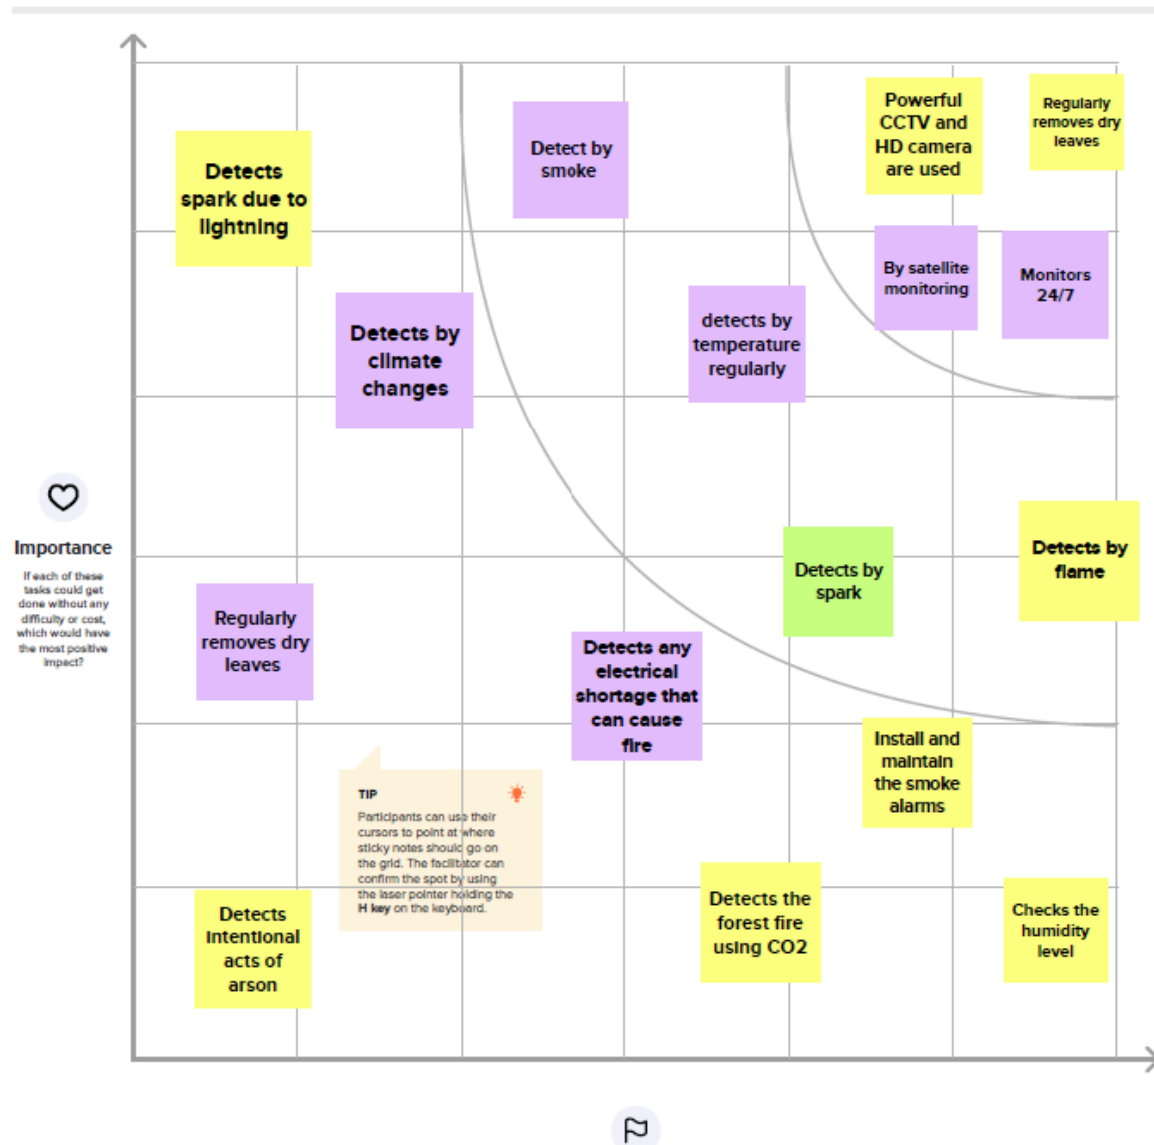 Detects
spark due to
lightning
Detect by
smoke
Powerful
CCTV and
HD camera
are used
Regularly
removes dry
leaves
Detects by
climate
changes
detects by
temperature
regularly
By satellite
monitoring
Monitors
24/7
Importance
If each of these
tasks could get
done without any
difficulty or cost,
which would have
the most positive
impact?
Regularly
removes dry
leaves
Detects any
electrical
shortage that
can cause
fire
Detects by
spark
Detects by
flame
TIP
Participants can use their
cursors to point at where
sticky notes should go on
the grid. The facilitator can
confirm the spot by using
the laser pointer holding the
H key on the keyboard.
Install and
maintain
the smoke
alarms
Detects
intentional
acts of
arson
Detects the
forest fire
using CO2
Checks the
humidity
level